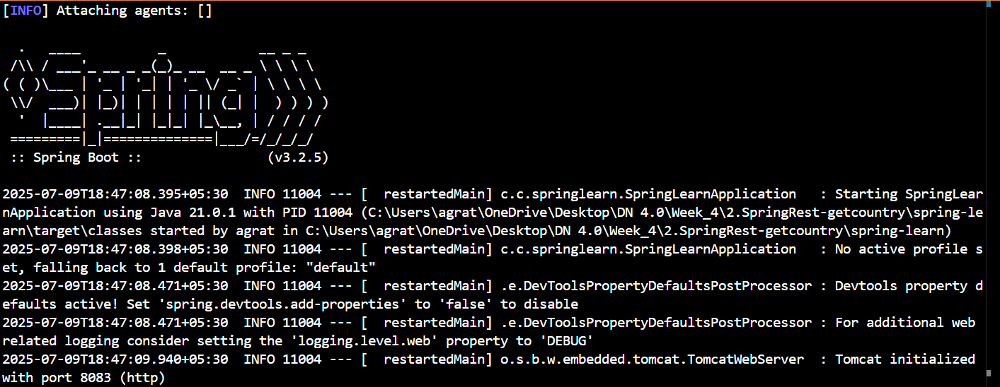 [INFO] Attaching agents: []
  .   ____          _            __ _ _
 /\\ / ___'_ __ _ _(_)_ __  __ _ \ \ \ \
( ( )\___ | '_ | '_| | '_ \/ _` | \ \ \ \
 \\/  ___)| |_)| | | | | || (_| |  ) ) ) )
  '  |____| .__|_| |_|_| |_\__, | / / / /
 =========|_|==============|___/=/_/_/_/
 :: Spring Boot ::                (v3.2.5)
2025-07-09T18:47:08.395+05:30  INFO 11004 --- [  restartedMain] c.c.springlearn.SpringLearnApplication   : Starting SpringLear
nApplication using Java 21.0.1 with PID 11004 (C:\Users\agrat\OneDrive\Desktop\DN 4.0\Week_4\2.SpringRest-getcountry\spring-le
arn\target\classes started by agrat in C:\Users\agrat\OneDrive\Desktop\DN 4.0\Week_4\2.SpringRest-getcountry\spring-learn)
2025-07-09T18:47:08.398+05:30  INFO 11004 --- [  restartedMain] c.c.springlearn.SpringLearnApplication   : No active profile s
et, falling back to 1 default profile: "default"
2025-07-09T18:47:08.471+05:30  INFO 11004 --- [  restartedMain] .e.DevToolsPropertyDefaultsPostProcessor : Devtools property d
efaults active! Set 'spring.devtools.add-properties' to 'false' to disable
2025-07-09T18:47:08.471+05:30  INFO 11004 --- [  restartedMain] .e.DevToolsPropertyDefaultsPostProcessor : For additional web
related logging consider setting the 'logging.level.web' property to 'DEBUG'
2025-07-09T18:47:09.940+05:30  INFO 11004 --- [  restartedMain] o.s.b.w.embedded.tomcat.TomcatWebServer  : Tomcat initialized
with port 8083 (http)